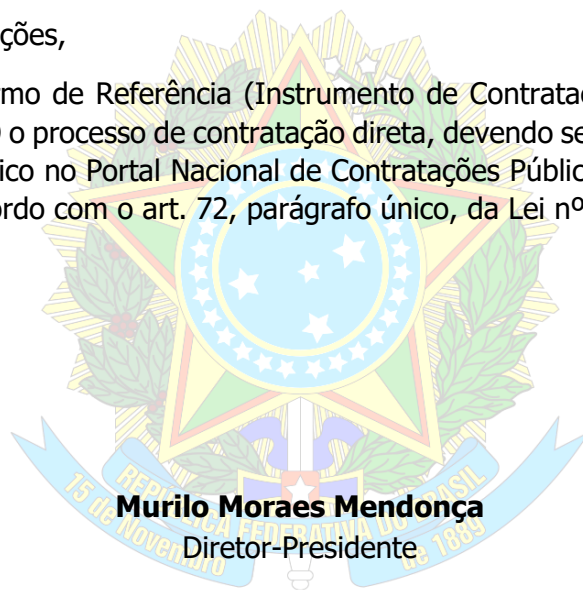 ções,
rmo de Referência (Instrumento de Contrataç
O o processo de contratação direta, devendo se
ico no Portal Nacional de Contratações Públic
ordo com o art. 72, parágrafo único, da Lei nº
Murilo Moraes Mendonça
Diretor-Presidente
REPÚBLICA FEDERATIVA DO BRASIL
15 de Novembro
de 1889